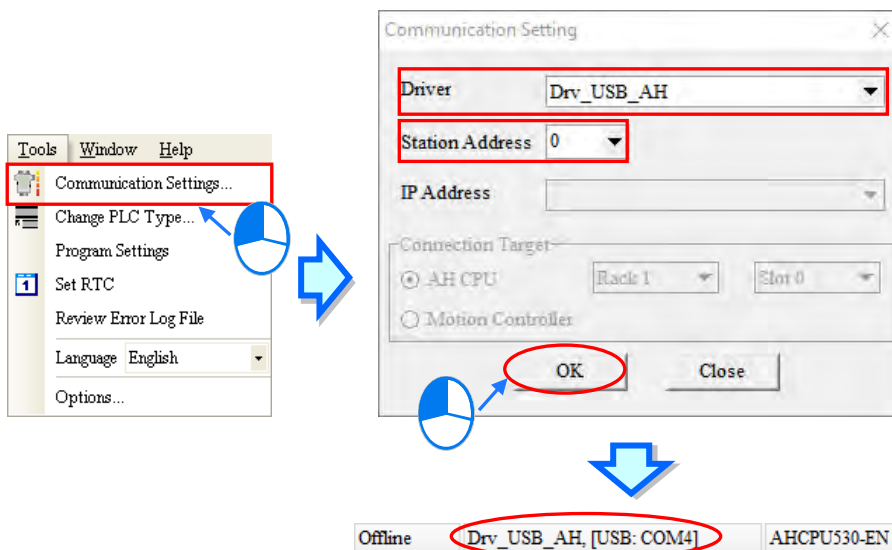 Tools Window Help
Communication Settings...
Change PLC Type...
Program Settings
1 Set RTC
Review Error Log File
Language English
Options...
Communication Setting
Driver Drv_USB_AH
Station Address 0
IP Address
Connection Target
AH CPU Rack 1 Slot 0
Motion Controller
OK Close
Offline Drv_USB_AH, [USB: COM4] AHCPU530-EN